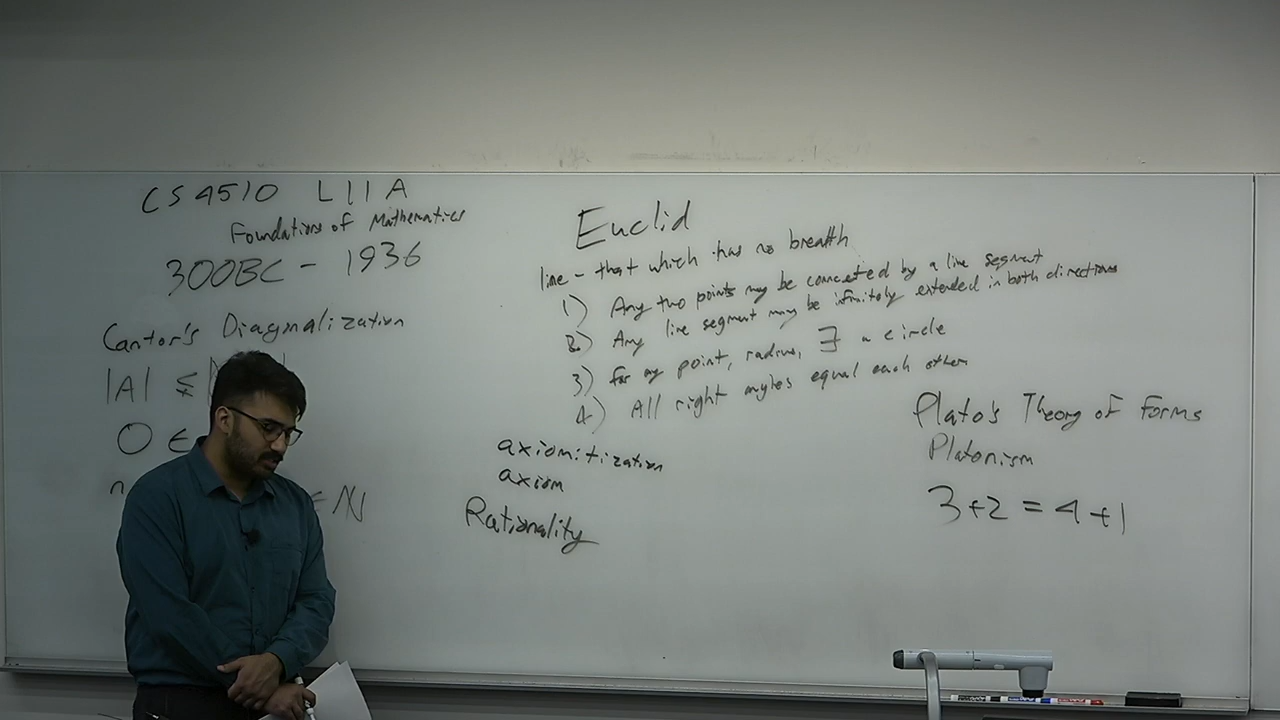 CS 4510 L11A
Foundations of Mathematics
300BC - 1936
Cantor's Diagonalization
|A| ≤
0 ∈
n = ℕ
Euclid
line - that which has no breath
1) Any two points may be connected by a line segment
2) Any line segment may be infinitely extended in both directions
3) for any point, radius, ∃ a circle
4) All right angles equal each other
axiomitization
axiom
Rationality
Plato's Theory of Forms
Platonism
3+2 = 4+1